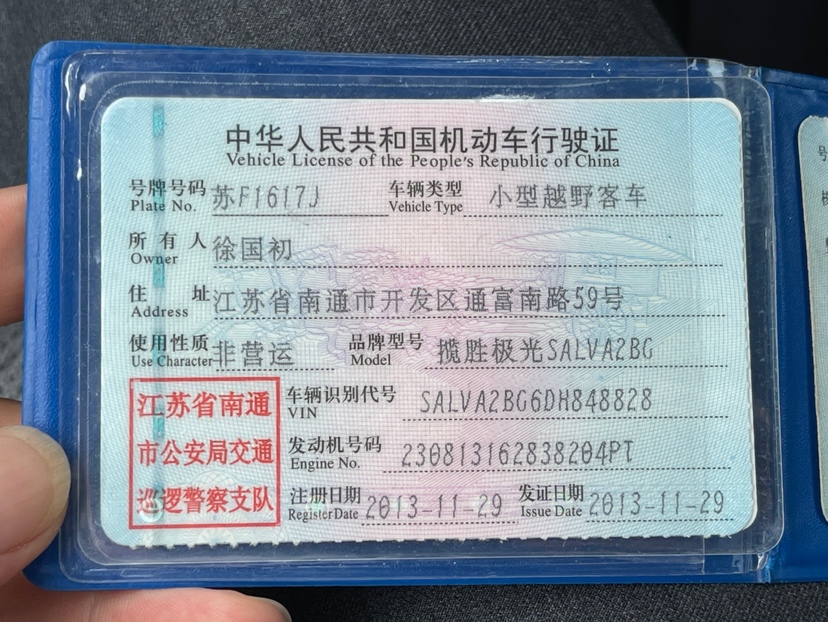 中华人民共和国机动车行驶证
Vehicle License of the People's Republic of China
号牌号码 苏F1617J 车辆类型 小型越野客车
Plate No. Vehicle Type
所有人 徐国初
Owner
住址 江苏省南通市开发区通富南路59号
Address
使用性质 非营运 品牌型号 揽胜极光SALVA2BG
Use Character Model
江苏省南通
市公安局交通
巡逻警察支队
车辆识别代号 SALVA2BG6DH848828
VIN
发动机号码 230813162838204PT
Engine No.
注册日期 2013-11-29 发证日期 2013-11-29
Register Date Issue Date
号